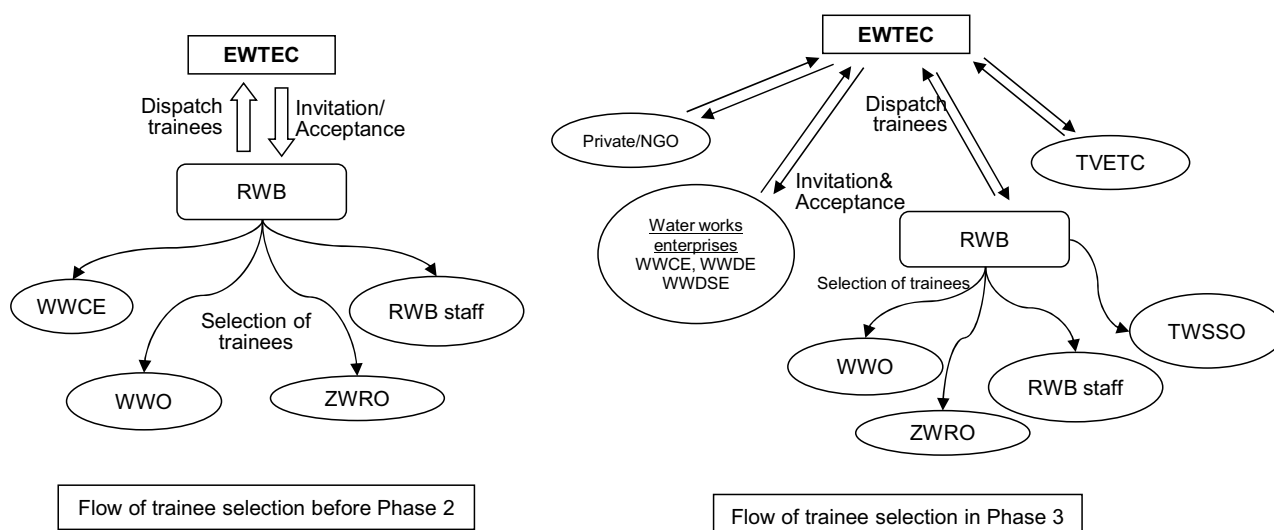 EWTEC
Dispatch
trainees
Invitation/
Acceptance
RWB
WWCE
RWB staff
Selection of
trainees
WWO
ZWRO
Flow of trainee selection before Phase 2
EWTEC
Dispatch
trainees
Private/NGO
TVETC
Invitation&
Acceptance
Water works
enterprises
WWCE, WWDE
WWDSE
RWB
Selection of trainees
TWSSO
WWO
RWB staff
ZWRO
Flow of trainee selection in Phase 3